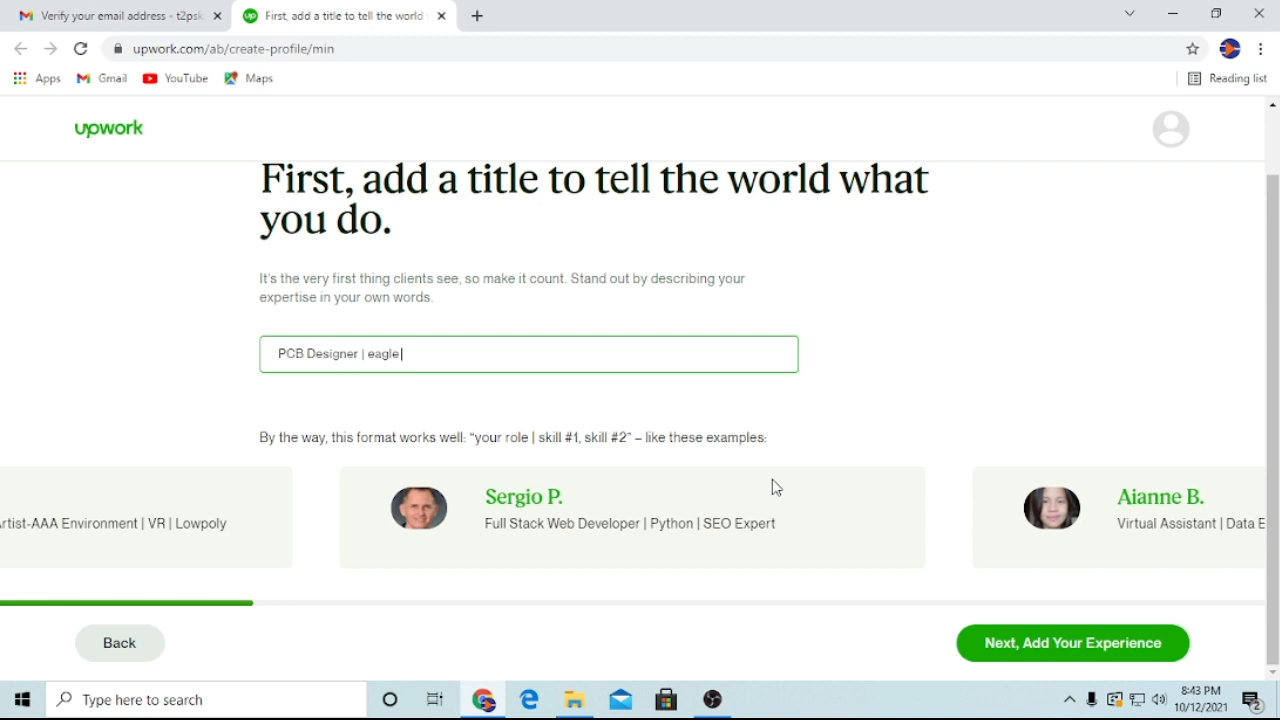 Verify your email address - t2psk
First, add a title to tell the world
upwork.com/ab/create-profile/min
Apps
Gmail
YouTube
Maps
Reading list
upwork
First, add a title to tell the world what
you do.
It's the very first thing clients see, so make it count. Stand out by describing your
expertise in your own words.
PCB Designer | eagle
By the way, this format works well: "your role | skill #1, skill #2" – like these examples:
Sergio P.
Aianne B.
rtist-AAA Environment | VR | Lowpoly
Full Stack Web Developer | Python | SEO Expert
Virtual Assistant | Data E
Back
Next, Add Your Experience
Type here to search
8:43 PM
10/12/2021
2